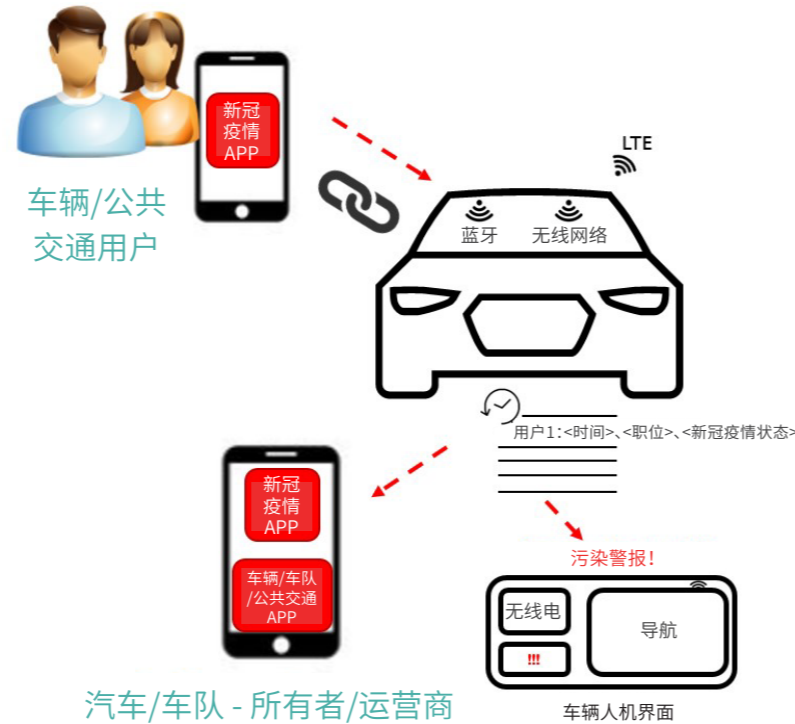 新冠
疫情
APP
LTE
车辆/公共
交通用户
蓝牙
无线网络
用户1:<时间>、<职位>、<新冠疫情状态>
新冠
疫情
APP
车辆/车队
/公共交通
APP
污染警报!
无线电
导航
!!!
汽车/车队 - 所有者/运营商
车辆人机界面